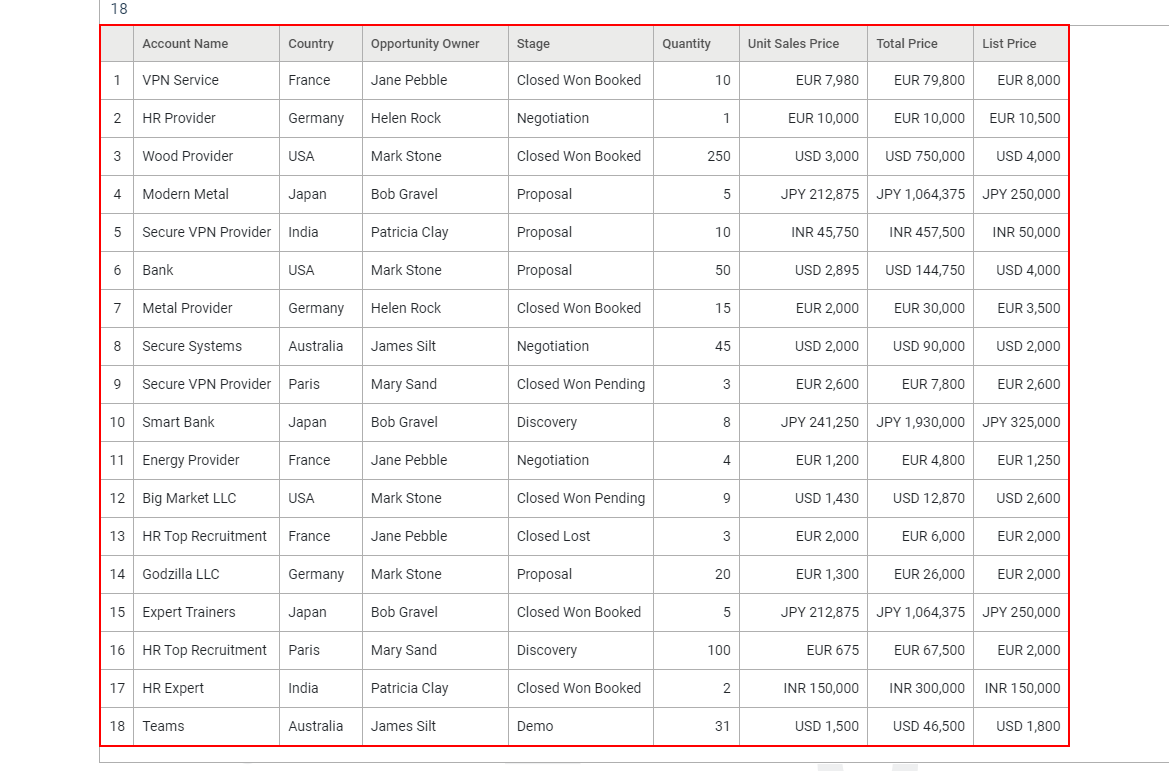 18
Account Name Country Opportunity Owner Stage Quantity Unit Sales Price Total Price List Price
1 VPN Service France Jane Pebble Closed Won Booked 10 EUR 7,980 EUR 79,800 EUR 8,000
2 HR Provider Germany Helen Rock Negotiation 1 EUR 10,000 EUR 10,000 EUR 10,500
3 Wood Provider USA Mark Stone Closed Won Booked 250 USD 3,000 USD 750,000 USD 4,000
4 Modern Metal Japan Bob Gravel Proposal 5 JPY 212,875 JPY 1,064,375 JPY 250,000
5 Secure VPN Provider India Patricia Clay Proposal 10 INR 45,750 INR 457,500 INR 50,000
6 Bank USA Mark Stone Proposal 50 USD 2,895 USD 144,750 USD 4,000
7 Metal Provider Germany Helen Rock Closed Won Booked 15 EUR 2,000 EUR 30,000 EUR 3,500
8 Secure Systems Australia James Silt Negotiation 45 USD 2,000 USD 90,000 USD 2,000
9 Secure VPN Provider Paris Mary Sand Closed Won Pending 3 EUR 2,600 EUR 7,800 EUR 2,600
10 Smart Bank Japan Bob Gravel Discovery 8 JPY 241,250 JPY 1,930,000 JPY 325,000
11 Energy Provider France Jane Pebble Negotiation 4 EUR 1,200 EUR 4,800 EUR 1,250
12 Big Market LLC USA Mark Stone Closed Won Pending 9 USD 1,430 USD 12,870 USD 2,600
13 HR Top Recruitment France Jane Pebble Closed Lost 3 EUR 2,000 EUR 6,000 EUR 2,000
14 Godzilla LLC Germany Mark Stone Proposal 20 EUR 1,300 EUR 26,000 EUR 2,000
15 Expert Trainers Japan Bob Gravel Closed Won Booked 5 JPY 212,875 JPY 1,064,375 JPY 250,000
16 HR Top Recruitment Paris Mary Sand Discovery 100 EUR 675 EUR 67,500 EUR 2,000
17 HR Expert India Patricia Clay Closed Won Booked 2 INR 150,000 INR 300,000 INR 150,000
18 Teams Australia James Silt Demo 31 USD 1,500 USD 46,500 USD 1,800